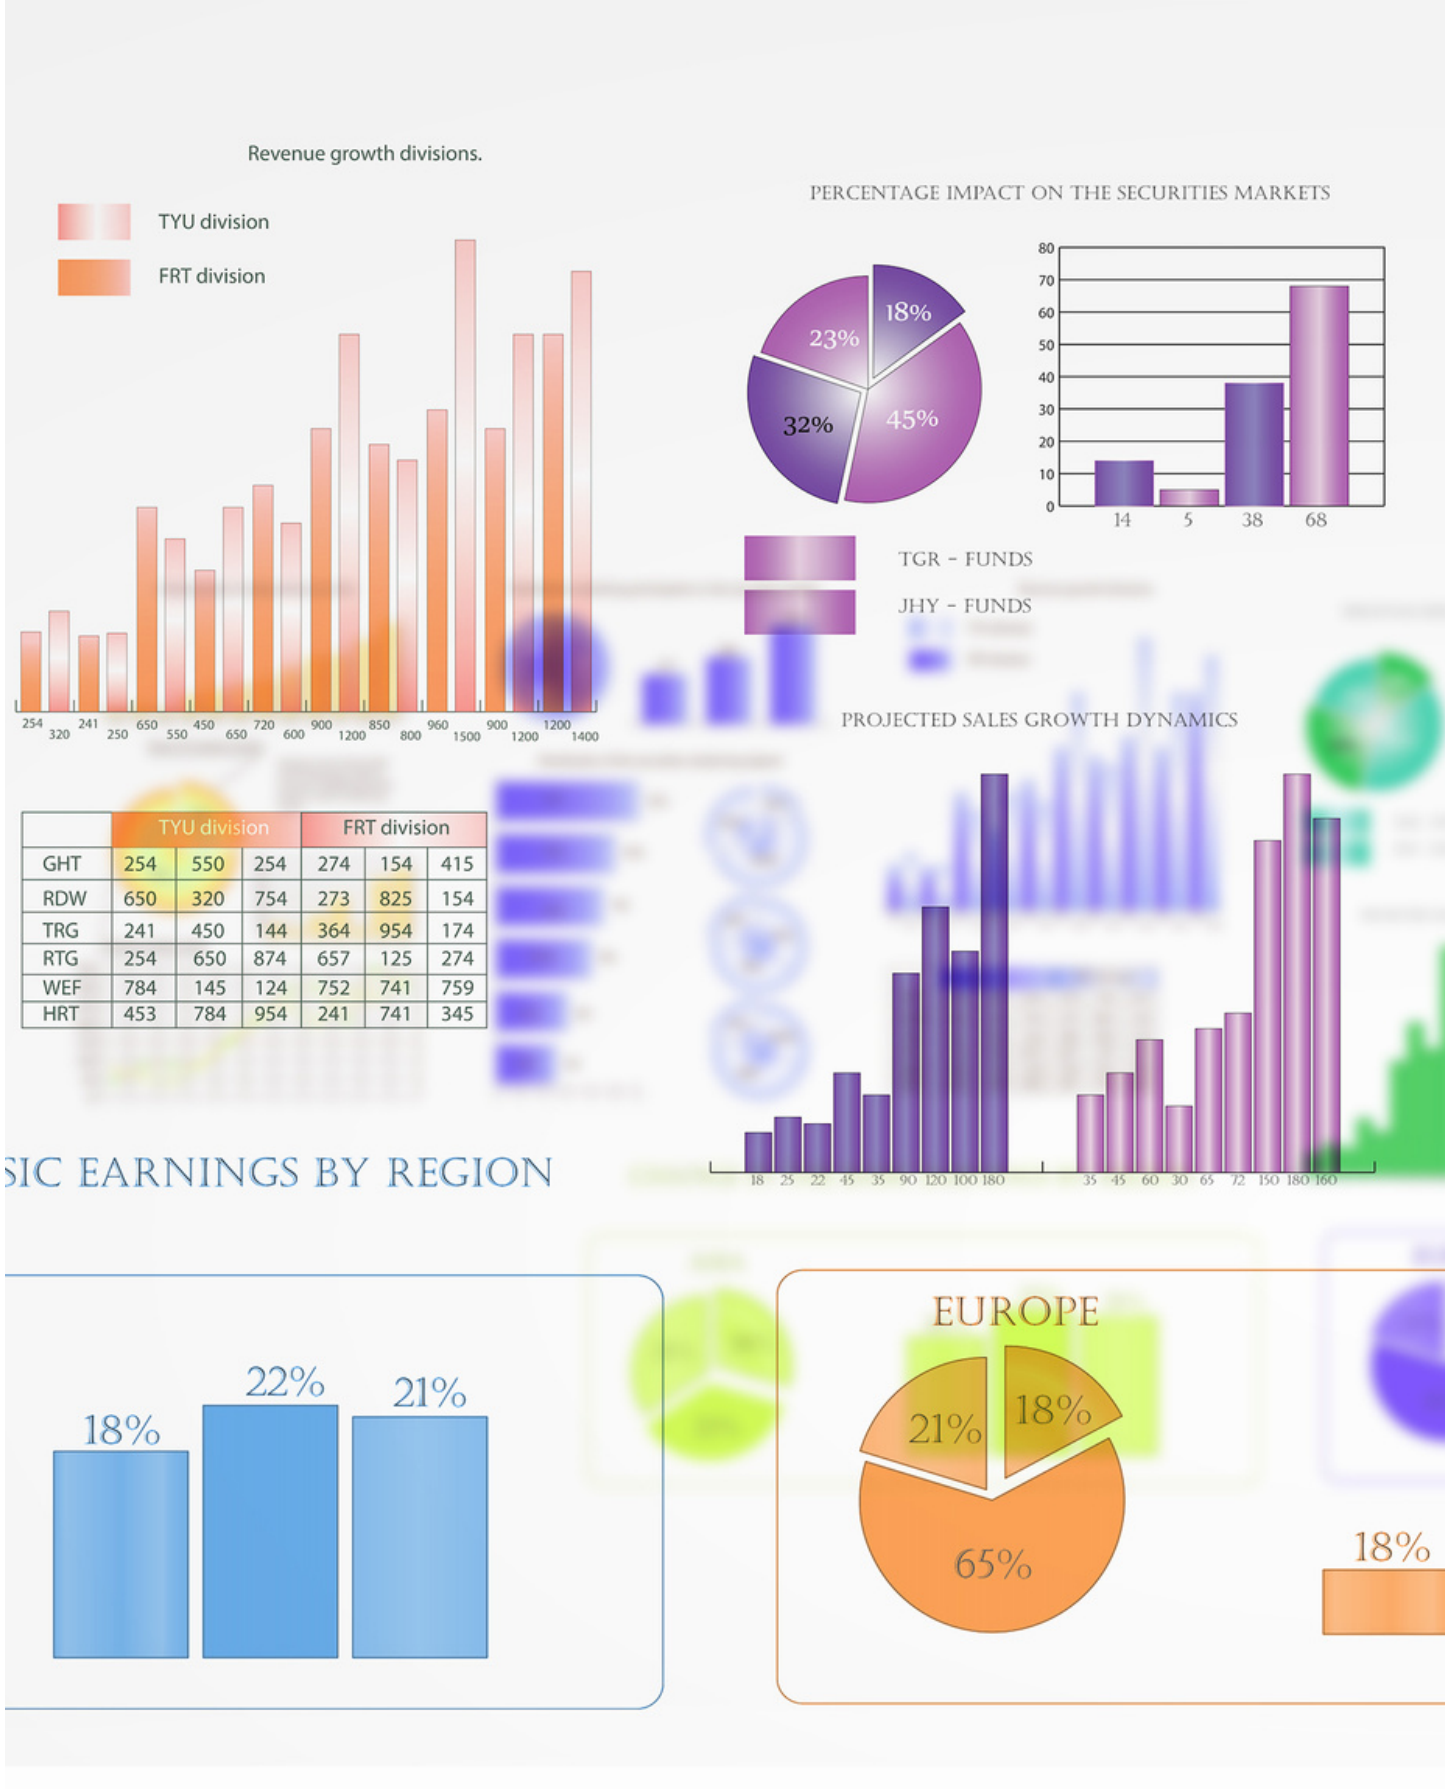 Revenue growth divisions.
TYU division
FRT division
254 320 241 250 650 550 450 650 720 600 900 1200 850 800 960 1500 900 1200 1200 1400
TYU division FRT division
GHT 254 550 254 274 154 415
RDW 650 320 754 273 825 154
TRG 241 450 144 364 954 174
RTG 254 650 874 657 125 274
WEF 784 145 124 752 741 759
HRT 453 784 954 241 741 345
PERCENTAGE IMPACT ON THE SECURITIES MARKETS
18%
23%
45%
32%
80
70
60
50
40
30
20
10
0
14 5 38 68
TGR - FUNDS
JHY - FUNDS
PROJECTED SALES GROWTH DYNAMICS
18 25 22 45 35 90 120 100 180 35 45 60 30 65 72 150 180 160
SIC EARNINGS BY REGION
18% 22% 21%
EUROPE
21% 18%
65%
18%